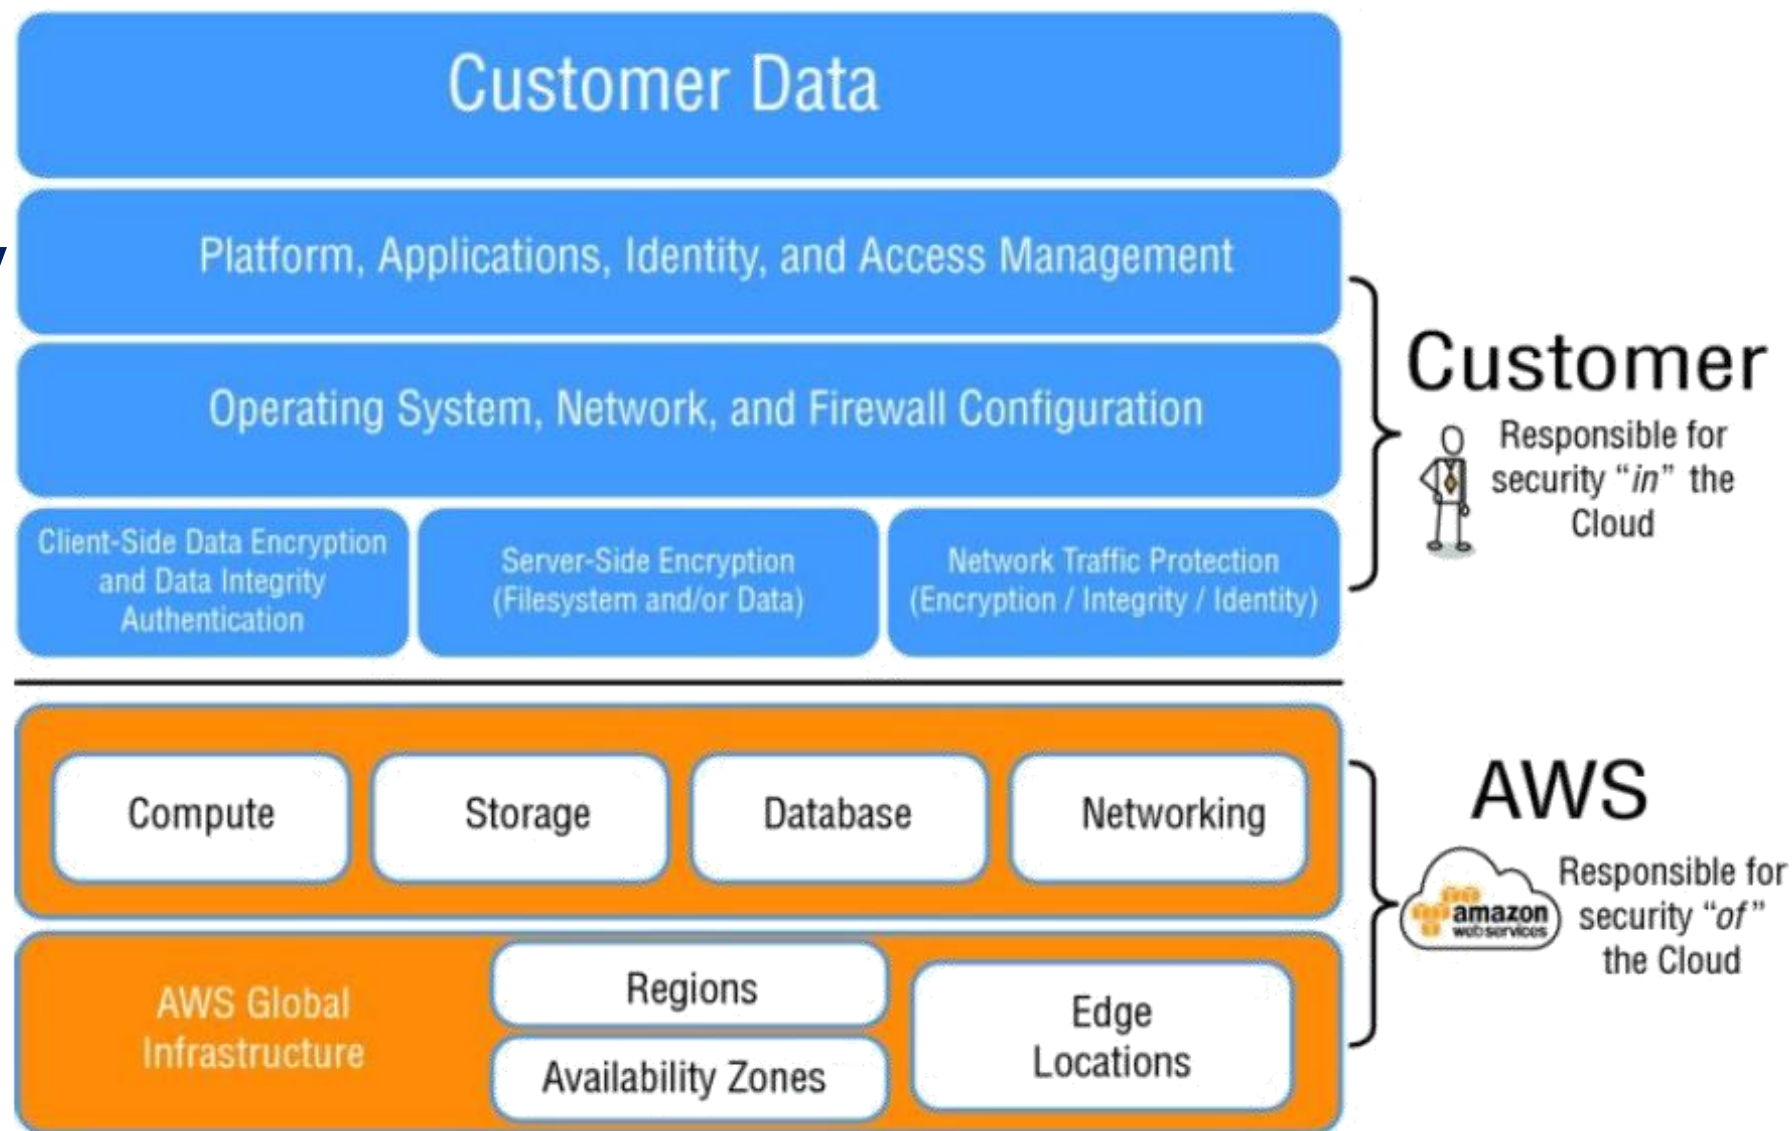 Customer Data
Platform, Applications, Identity, and Access Management
Operating System, Network, and Firewall Configuration
Client-Side Data Encryption
and Data Integrity
Authentication
Server-Side Encryption
(Filesystem and/or Data)
Network Traffic Protection
(Encryption / Integrity / Identity)
Customer
Responsible for
security “in” the
Cloud
Compute
Storage
Database
Networking
AWS Global
Infrastructure
Regions
Availability Zones
Edge
Locations
AWS
amazon
webservices
Responsible for
security “of”
the Cloud